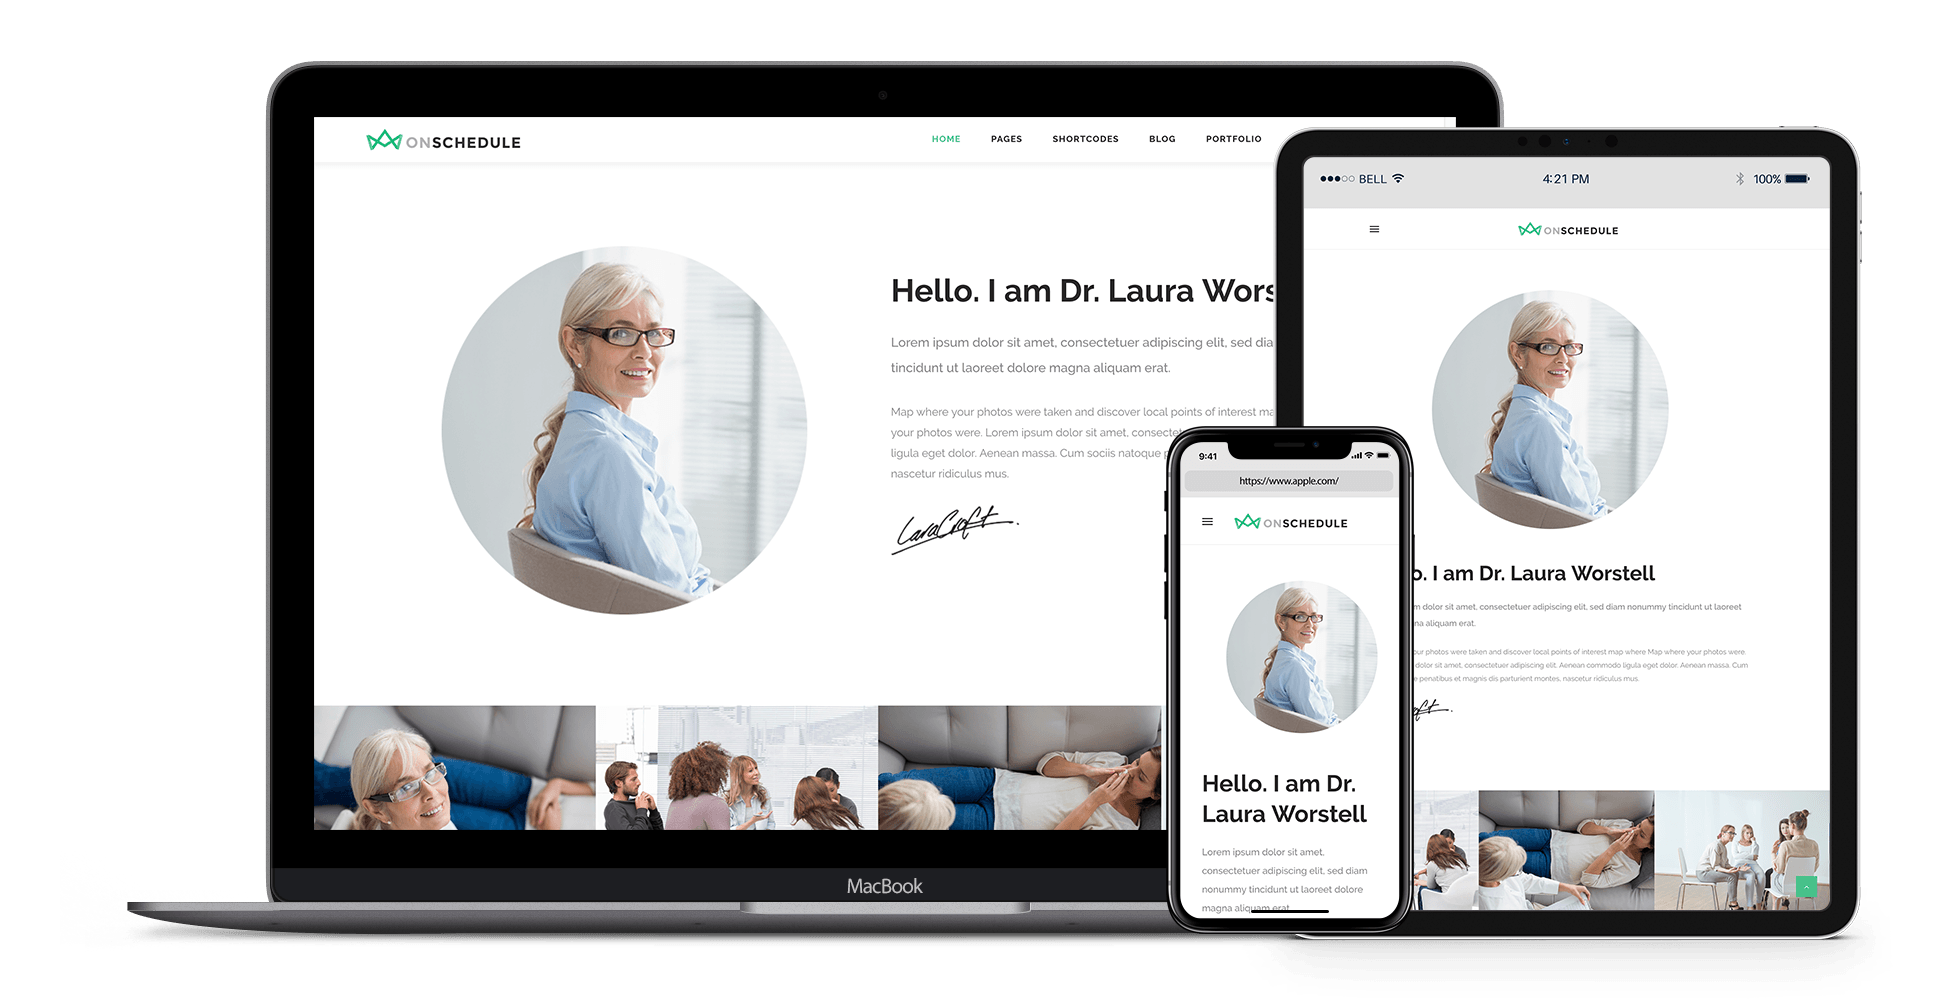 ONSCHEDULE
HOME PAGES SHORTCODES BLOG PORTFOLIO
Hello. I am Dr. Laura
Lorem ipsum dolor sit amet, consectetuer adipiscing elit, sed
tincidunt ut laoreet dolore magna aliquam erat.
Map where your photos were taken and discover local points of interest
your photos were. Lorem ipsum dolor sit amet,
ligula eget dolor. Aenean massa. Cum sociis natoque
nascetur ridiculus mus.
LaraCroft.
MacBook
9:41
https://www.apple.com/
ONSCHEDULE
Hello. I am Dr.
Laura Worstell
Lorem ipsum dolor sit amet,
consectetuer adipiscing elit, sed diam
nonummy tincidunt ut laoreet dolore
magna aliquam erat
BELL 4:21 PM 100%
ONSCHEDULE
I am Dr. Laura Worstell
dolor sit amet, consectetuer adipiscing elit, sed diam nonummy tincidunt ut laoreet
aliquam erat.
photos were taken and discover local points of interest map where Map where your photos were
dolor sit amet, consectetuer adipiscing elit. Aenean commodo ligula eget dolor. Aenean massa. Cum
penatibus et magnis dis parturient montes, nascetur ridiculus mus.